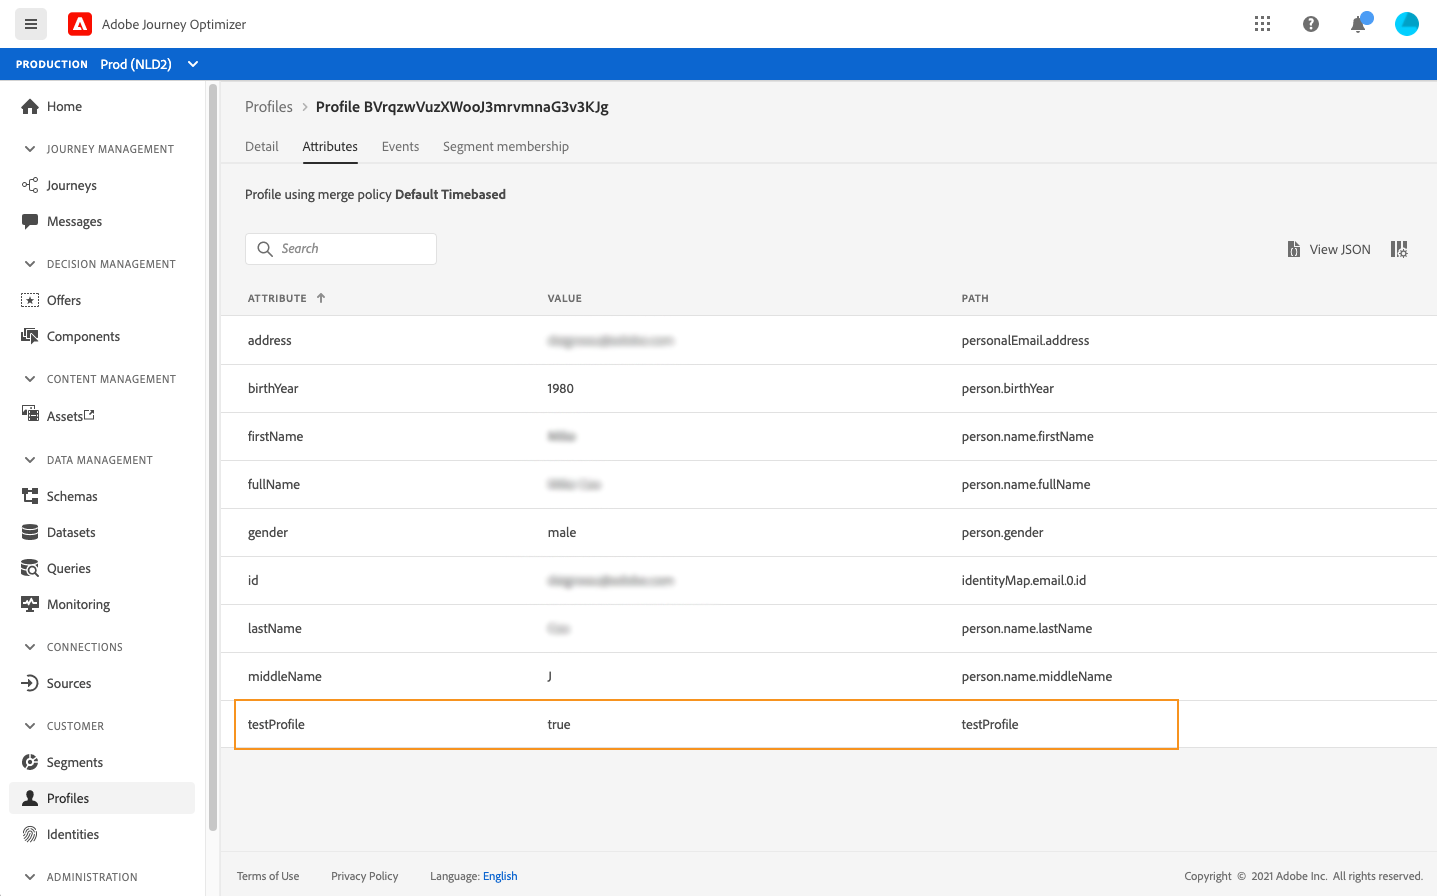 Adobe Journey Optimizer
PRODUCTION Prod (NLD2)
Home
JOURNEY MANAGEMENT
Journeys
Messages
DECISION MANAGEMENT
Offers
Components
CONTENT MANAGEMENT
Assets
DATA MANAGEMENT
Schemas
Datasets
Queries
Monitoring
CONNECTIONS
Sources
CUSTOMER
Segments
Profiles
Identities
ADMINISTRATION
Profiles > Profile BVrqzwVuzXWooJ3mrvmnaG3v3KJg
Detail Attributes Events Segment membership
Profile using merge policy Default Timebased
Search View JSON
ATTRIBUTE VALUE PATH
address personalEmail.address
birthYear 1980 person.birthYear
firstName person.name.firstName
fullName person.name.fullName
gender male person.gender
id identityMap.email.0.id
lastName person.name.lastName
middleName J person.name.middleName
testProfile true testProfile
Terms of Use Privacy Policy Language: English Copyright © 2021 Adobe Inc. All rights reserved.